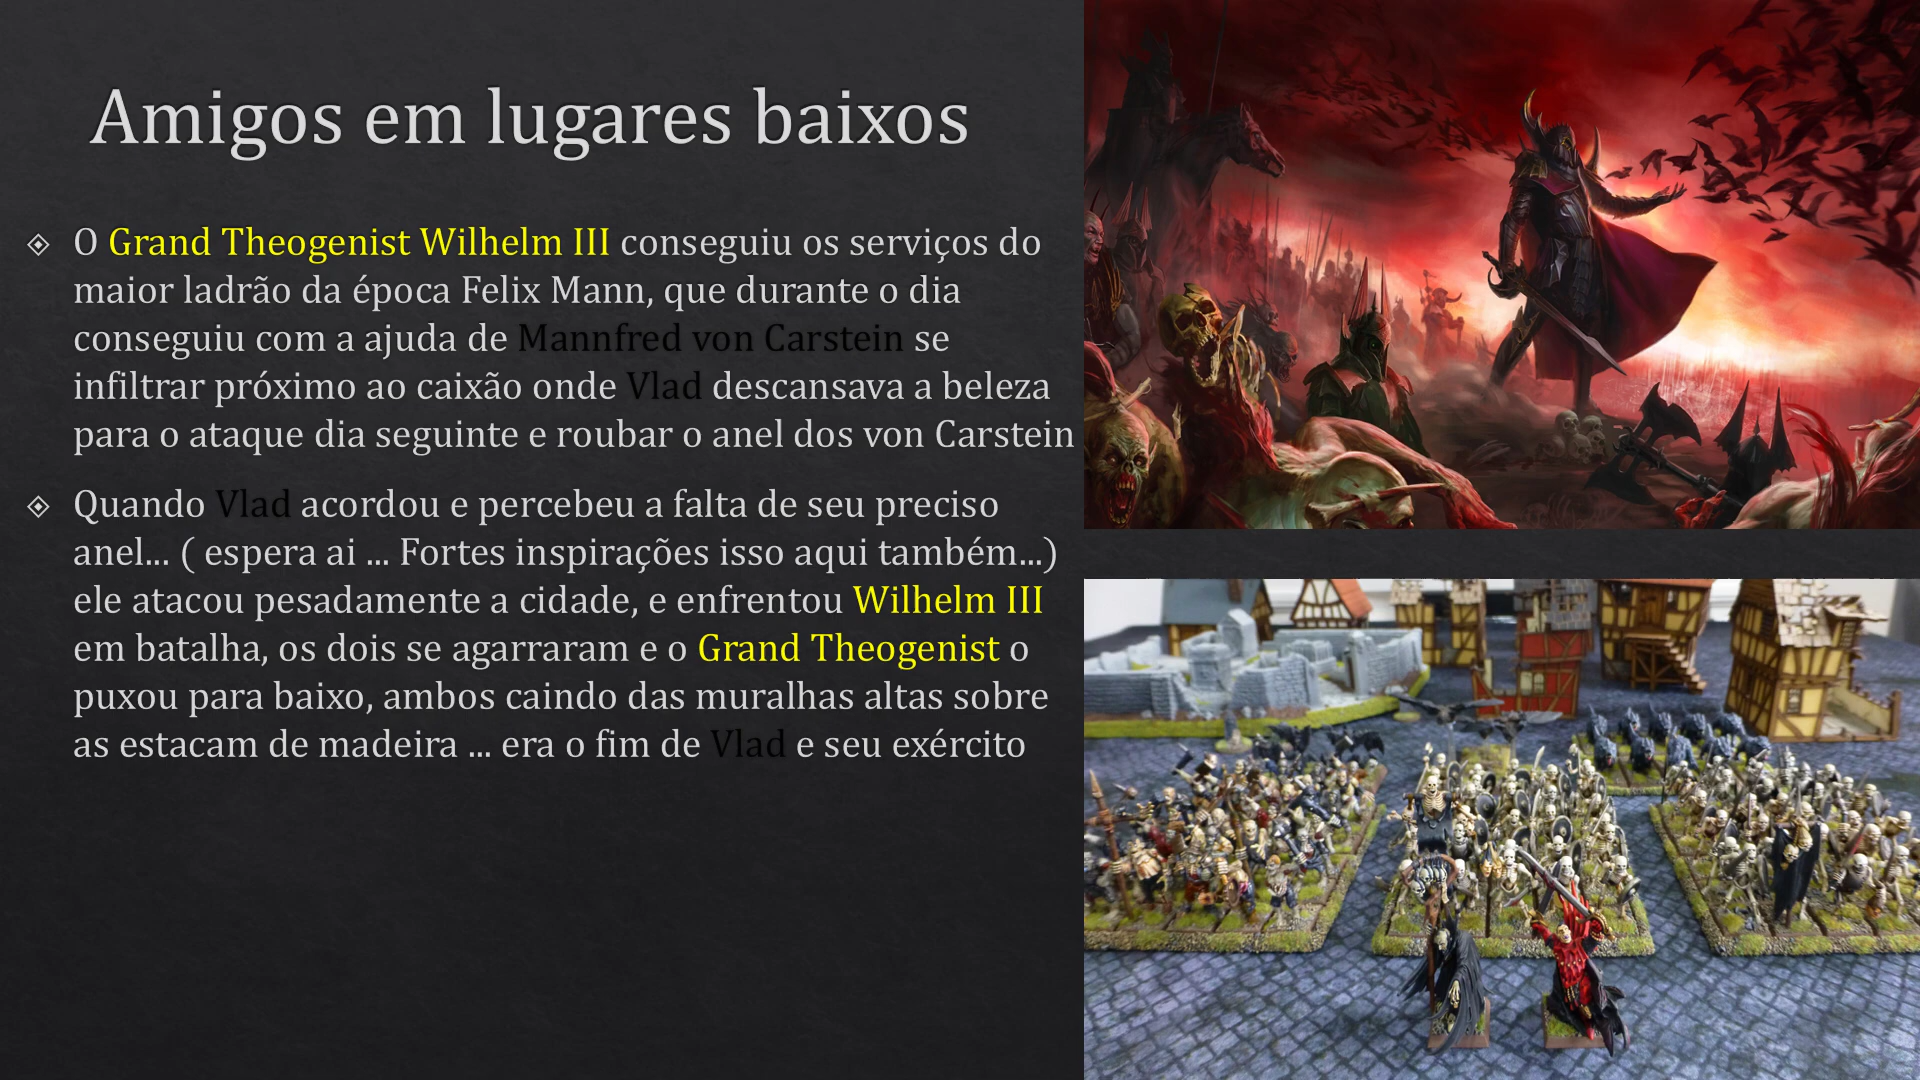 Amigos em lugares baixos
O Grand Theogenist Wilhelm III conseguiu os serviços do
maior ladrão da época Felix Mann, que durante o dia
conseguiu com a ajuda de Mannfred von Carstein se
infiltrar próximo ao caixão onde Vlad descansava a beleza
para o ataque dia seguinte e roubar o anel dos von Carstein
Quando Vlad acordou e percebeu a falta de seu preciso
anel... ( espera ai ... Fortes inspirações isso aqui também...)
ele atacou pesadamente a cidade, e enfrentou Wilhelm III
em batalha, os dois se agarraram e o Grand Theogenist o
puxou para baixo, ambos caindo das muralhas altas sobre
as estacam de madeira ... era o fim de Vlad e seu exército